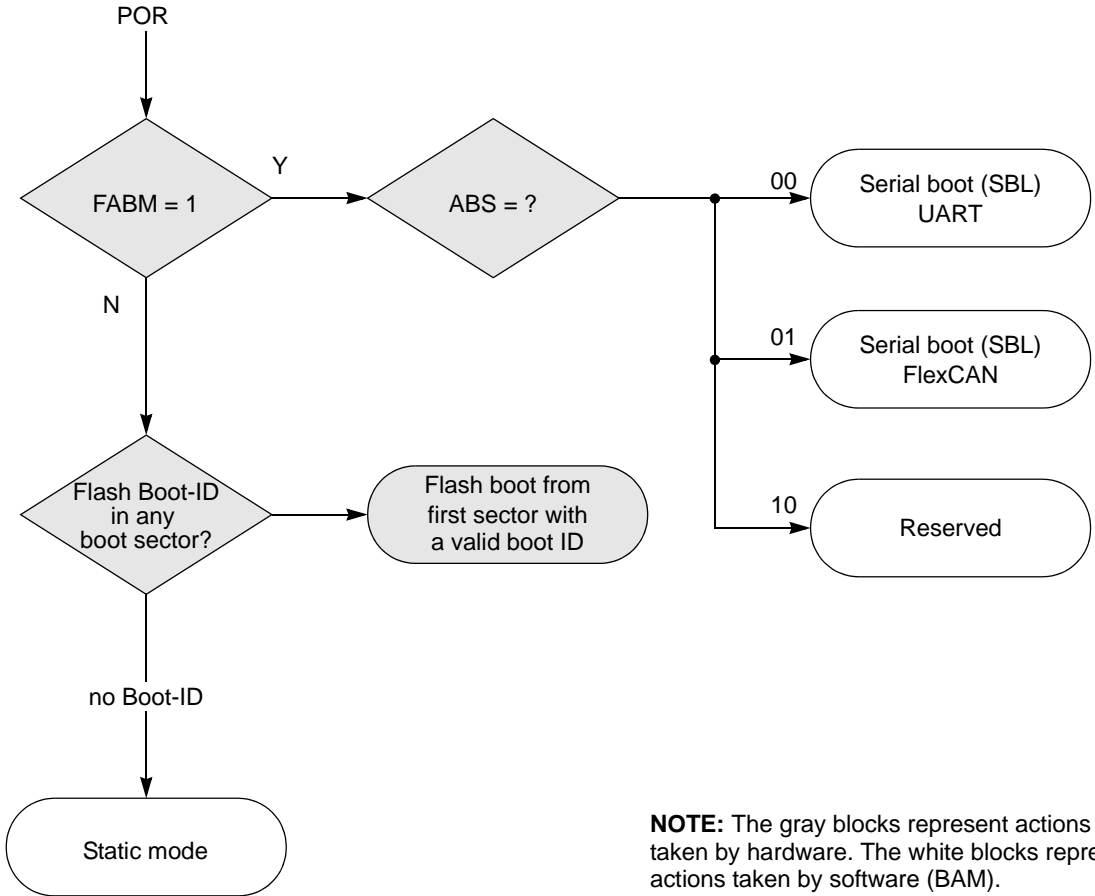 POR
FABM = 1
Y
ABS = ?
00
Serial boot (SBL)
UART
N
01
Serial boot (SBL)
FlexCAN
Flash Boot-ID
in any
boot sector?
Flash boot from
first sector with
a valid boot ID
10
Reserved
no Boot-ID
Static mode
NOTE: The gray blocks represent actions
taken by hardware. The white blocks repre
actions taken by software (BAM).